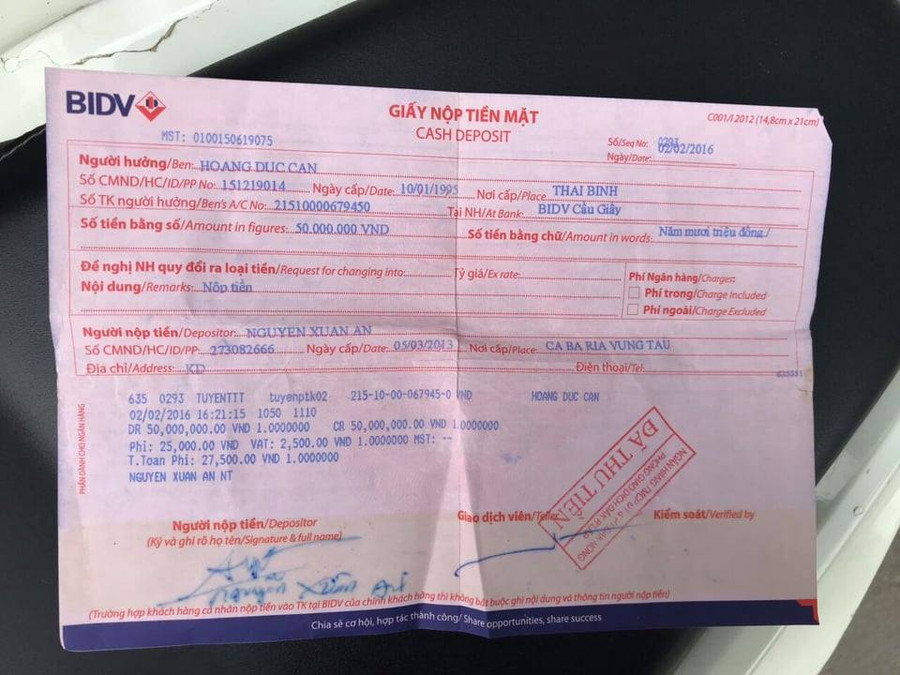 BIDV
GIẤY NỘP TIỀN MẶT
CASH DEPOSIT
C001/I.2012 (14,8cm x 21cm)
MST: 0100150619075
Số/Seq No: 0293
Ngày/Date: 02/02/2016
Người hưởng/Ben: HOANG DUC CAN
Số CMND/HC/ID/PP No: 151219014 Ngày cấp/Date: 10/01/1995 Nơi cấp/Place THAI BINH
Số TK người hưởng/Ben's A/C No: 21510000679450 Tại NH/At Bank: BIDV Cầu Giấy
Số tiền bằng số/Amount in figures: 50.000.000 VND Số tiền bằng chữ/Amount in words: Năm mươi triệu đồng./
Đề nghị NH quy đổi ra loại tiền/Request for changing into: Tỷ giá/Ex rate:
Nội dung/Remarks: Nôp tiền
Phí Ngân hàng/Charges:
Phí trong/Charge Included
Phí ngoài/Charge Excluded
Người nộp tiền/Depositor: NGUYEN XUAN AN
Số CMND/HC/ID/PP: 273082666 Ngày cấp/Date: 05/03/2013 Nơi cấp/Place: CA BA RIA VUNG TAU
Địa chỉ/Address: KD Điện thoại/Tel:
635 0293 TUYENTTT tuyenptk02 215-10-00-067945-0 VND HOANG DUC CAN
02/02/2016 16:21:15 1050 1110
DR 50,000,000.00 VND 1.0000000 CR 50,000,000.00 VND 1.0000000
Phi: 25,000.00 VND VAT: 2,500.00 VND 1.0000000 MST: --
T.Toan Phi: 27,500.00 VND 1.0000000
NGUYEN XUAN AN NT
PHẦN DÀNH CHO NGÂN HÀNG
ĐÃ THU TIỀN
Người nộp tiền/Depositor
(Ký và ghi rõ họ tên/Signature & full name)
Giao dịch viên/Teller
Kiểm soát/Verified by
Nguyễn Xuân An
(Trường hợp khách hàng cá nhân nộp tiền vào TK tại BIDV của chính khách hàng thì không bắt buộc ghi nội dung và thông tin người nộp tiền)
Chia sẻ cơ hội, hợp tác thành công/ Share opportunities, share success